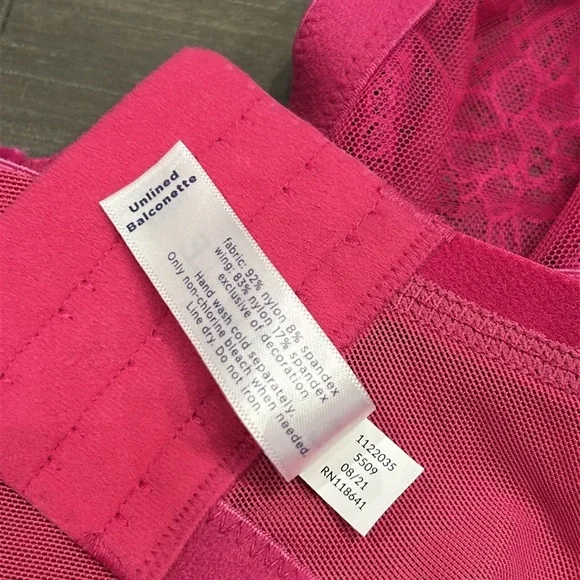 Unlined
Balconette
fabric: 92% nylon 8% spandex
wing: 83% nylon 17% spandex
exclusive of decoration
Hand wash cold separately.
Only non-chlorine bleach when needed.
Line dry. Do not iron.
1122035
5509
08/21
RN118641